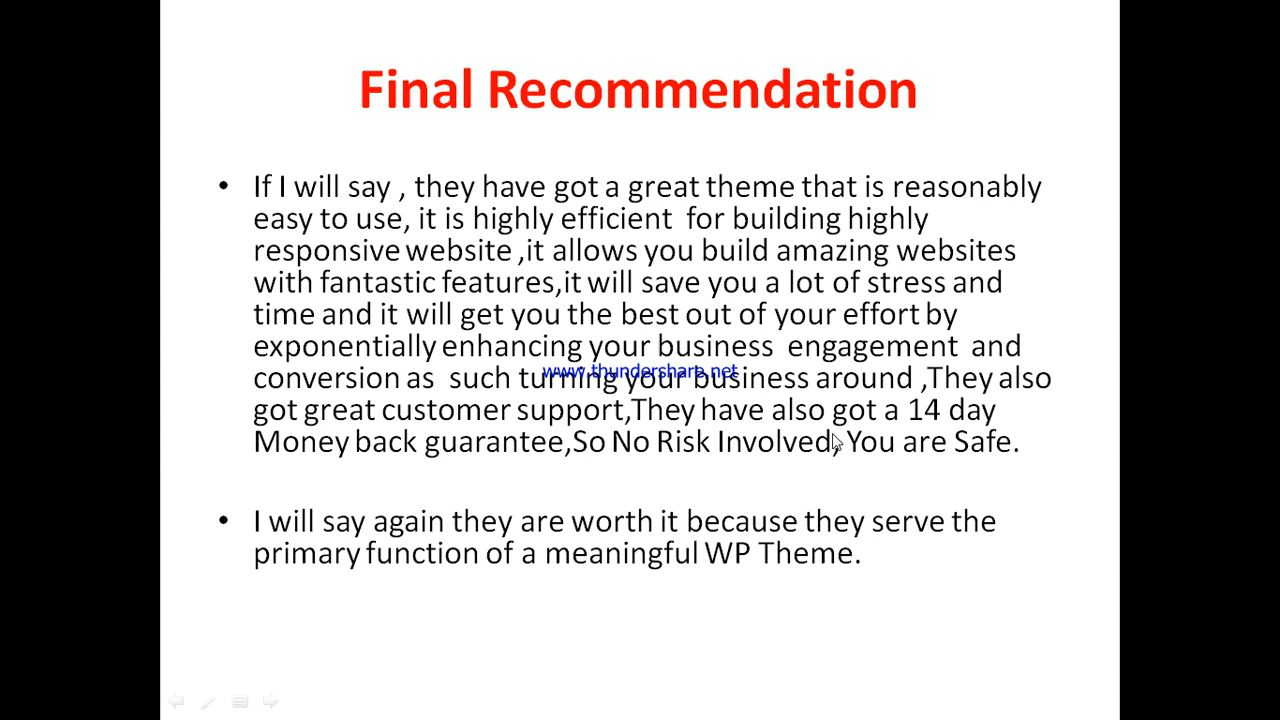 Final Recommendation
• If I will say , they have got a great theme that is reasonably
easy to use, it is highly efficient for building highly
responsive website ,it allows you build amazing websites
with fantastic features,it will save you a lot of stress and
time and it will get you the best out of your effort by
exponentially enhancing your business engagement and
conversion as such turning your business around ,They also
www.thundershare.net
got great customer support,They have also got a 14 day
Money back guarantee,So No Risk Involved, You are Safe.
• I will say again they are worth it because they serve the
primary function of a meaningful WP Theme.